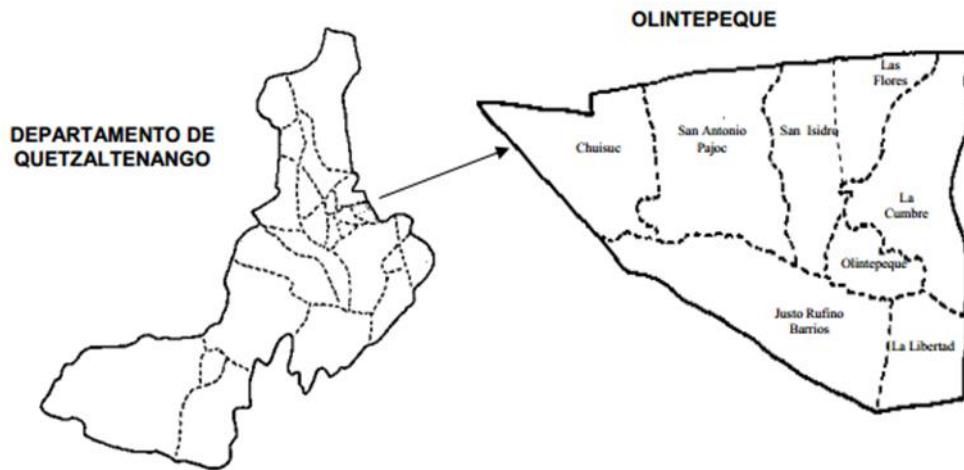 OLINTEPEQUE
DEPARTAMENTO DE
QUETZALTENANGO
Las
Flores
Chuisuc
San Antonio
Pajoc
San Isidro
La
Cumbre
Olintepeque
Justo Rufino
Barrios
La Libertad